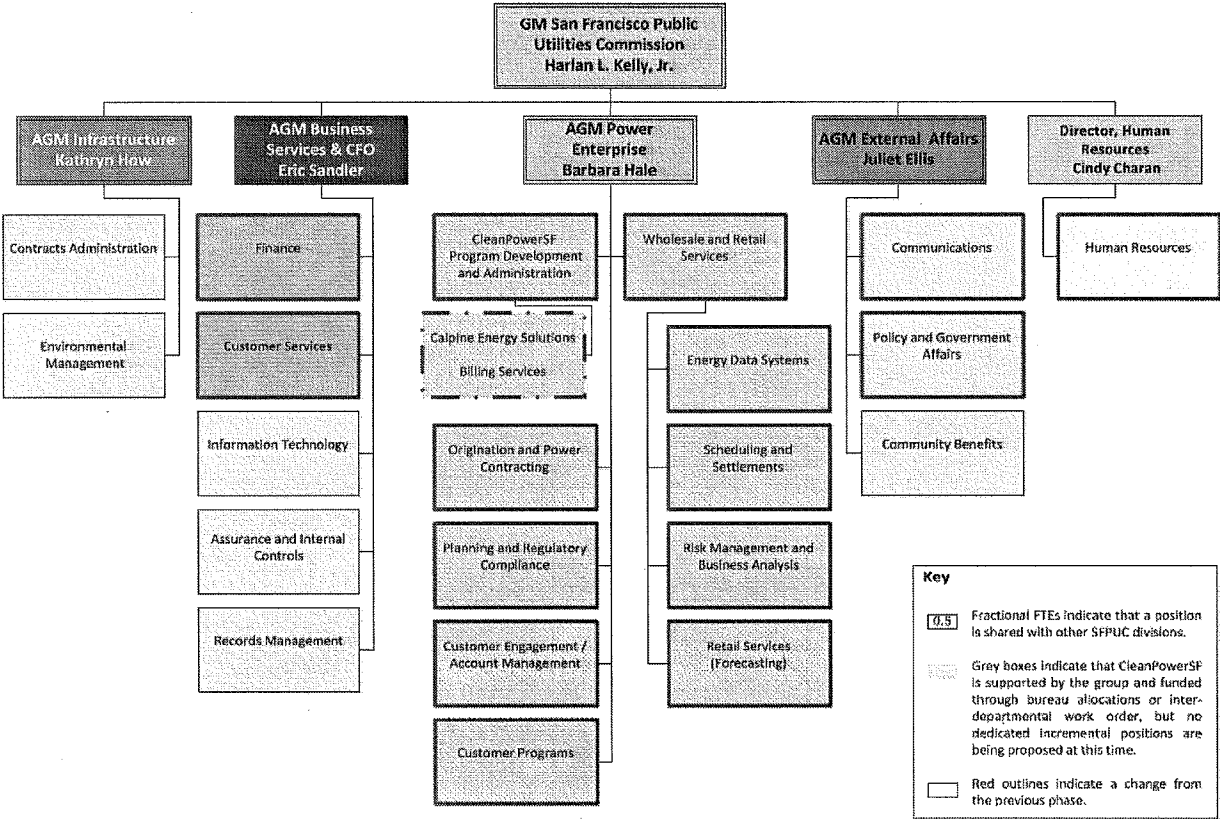 GM San Francisco Public
Utilities Commission
Harlan L. Kelly, Jr.
AGM Infrastructure
Kathryn How
AGM Business
Services & CFO
Eric Sandler
AGM Power
Enterprise
Barbara Hale
AGM External Affairs
Juliet Ellis
Director, Human
Resources
Cindy Charan
Contracts Administration
Environmental
Management
Finance
Customer Services
Information Technology
Assurance and Internal
Controls
Records Management
CleanPowerSF
Program Development
and Administration
Calpine Energy Solutions
Billing Services
Origination and Power
Contracting
Planning and Regulatory
Compliance
Customer Engagement /
Account Management
Customer Programs
Wholesale and Retail
Services
Energy Data Systems
Scheduling and
Settlements
Risk Management and
Business Analysis
Retail Services
(Forecasting)
Communications
Policy and Government
Affairs
Community Benefits
Human Resources
Key
0.5
Fractional FTEs indicate that a position
is shared with other SFPUC divisions.
Grey boxes indicate that CleanPowerSF
is supported by the group and funded
through bureau allocations or inter-
departmental work order, but no
dedicated incremental positions are
being proposed at this time.
Red outlines indicate a change from
the previous phase.